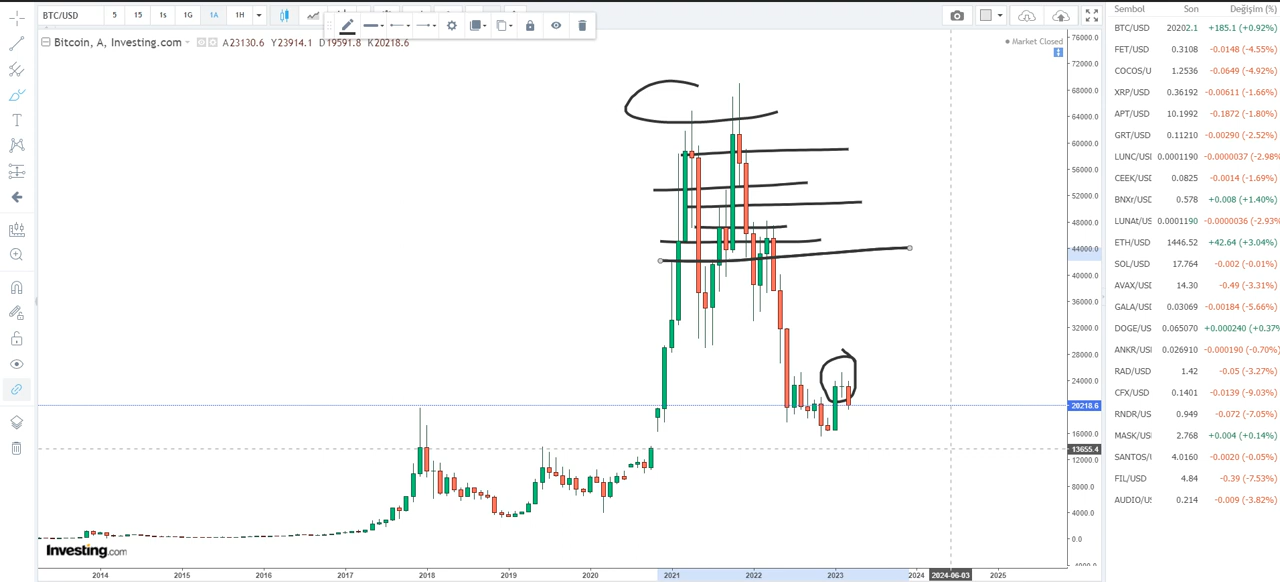 BTC/USD 5 15 1s 1G 1A 1H
Bitcoin, A, Investing.com A23130.6 Y23914.1 D19591.8 K20218.6
Market Closed
76000.0
72000.0
68000.0
64000.0
60000.0
56000.0
52000.0
48000.0
44000.0
40000.0
36000.0
32000.0
28000.0
24000.0
20218.6
16000.0
13655.4
12000.0
8000.0
4000.0
0.0
-4000.0
Investing.com
2014 2015 2016 2017 2018 2019 2020 2021 2022 2023 2024 2024-06-03 2025
Sembol Son Değişim (%)
BTC/USD 20202.1 +185.1 (+0.92%)
FET/USD 0.3108 -0.0148 (-4.55%)
COCOS/U 1.2536 -0.0649 (-4.92%)
XRP/USD 0.36192 -0.00611 (-1.66%)
APT/USD 10.1992 -0.1872 (-1.80%)
GRT/USD 0.11210 -0.00290 (-2.52%)
LUNC/USD 0.0001190 -0.0000037 (-2.98%
CEEK/USD 0.0825 -0.0014 (-1.69%)
BNXr/USD 0.578 +0.008 (+1.40%)
LUNAt/US 0.0001190 -0.0000036 (-2.93%
ETH/USD 1446.52 +42.64 (+3.04%)
SOL/USD 17.764 -0.002 (-0.01%)
AVAX/USD 14.30 -0.49 (-3.31%)
GALA/USD 0.03069 -0.00184 (-5.66%)
DOGE/US 0.065070 +0.000240 (+0.37%
ANKR/USD 0.026910 -0.000190 (-0.70%)
RAD/USD 1.42 -0.05 (-3.27%)
CFX/USD 0.1401 -0.0139 (-9.03%)
RNDR/US 0.949 -0.072 (-7.05%)
MASK/USD 2.768 +0.004 (+0.14%)
SANTOS/U 4.0160 -0.0020 (-0.05%)
FIL/USD 4.84 -0.39 (-7.53%)
AUDIO/US 0.214 -0.009 (-3.82%)